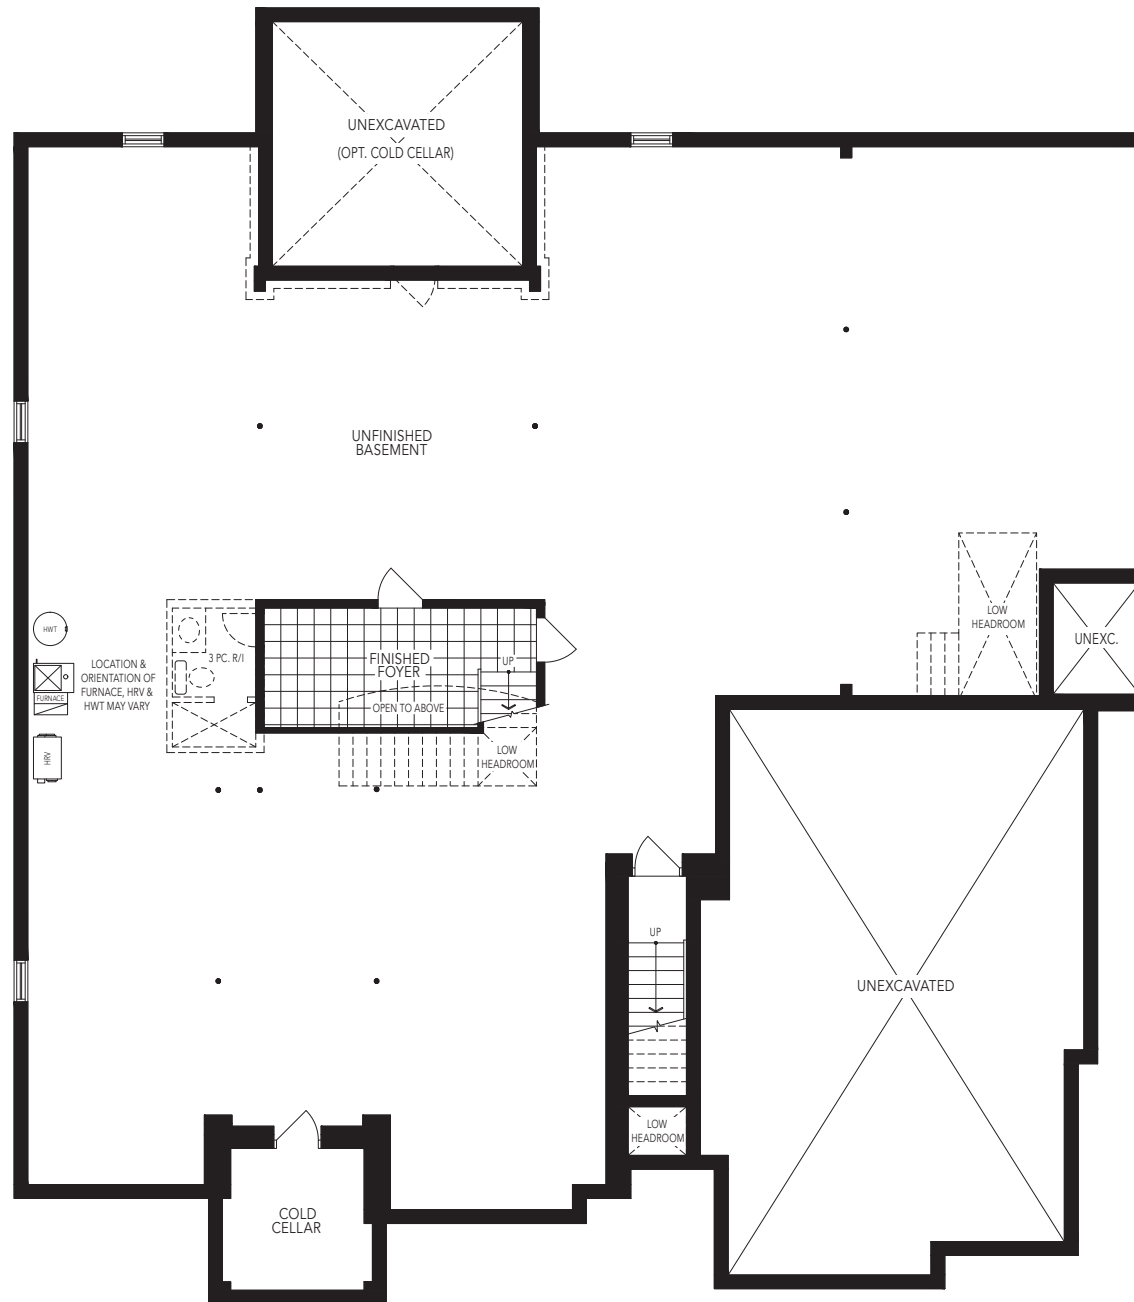 UNEXCAVATED
(OPT. COLD CELLAR)
UNFINISHED
BASEMENT
LOW
HEADROOM
UNEXC.
HWT
LOCATION &
ORIENTATION OF
FURNACE, HRV &
HWT MAY VARY
FURNACE
HRV
3 PC. R/I
FINISHED
FOYER
UP
OPEN TO ABOVE
LOW
HEADROOM
UP
UNEXCAVATED
LOW
HEADROOM
COLD
CELLAR